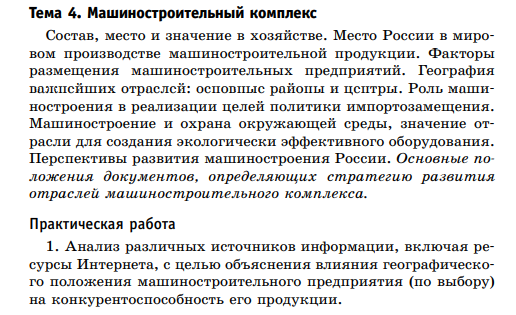 Тема 4. Машиностроительный комплекс
Состав, место и значение в хозяйстве. Место России в миро-
вом производстве машиностроительной продукции. Факторы
размещения машиностроительных предприятий. География
важнейших отраслей: основные районы и центры. Роль маши-
ностроения в реализации целей политики импортозамещения.
Машиностроение и охрана окружающей среды, значение от-
расли для создания экологически эффективного оборудования.
Перспективы развития машиностроения России. Основные по-
ложения документов, определяющих стратегию развития
отраслей машиностроительного комплекса.
Практическая работа
1. Анализ различных источников информации, включая ре-
сурсы Интернета, с целью объяснения влияния географическо-
го положения машиностроительного предприятия (по выбору)
на конкурентоспособность его продукции.